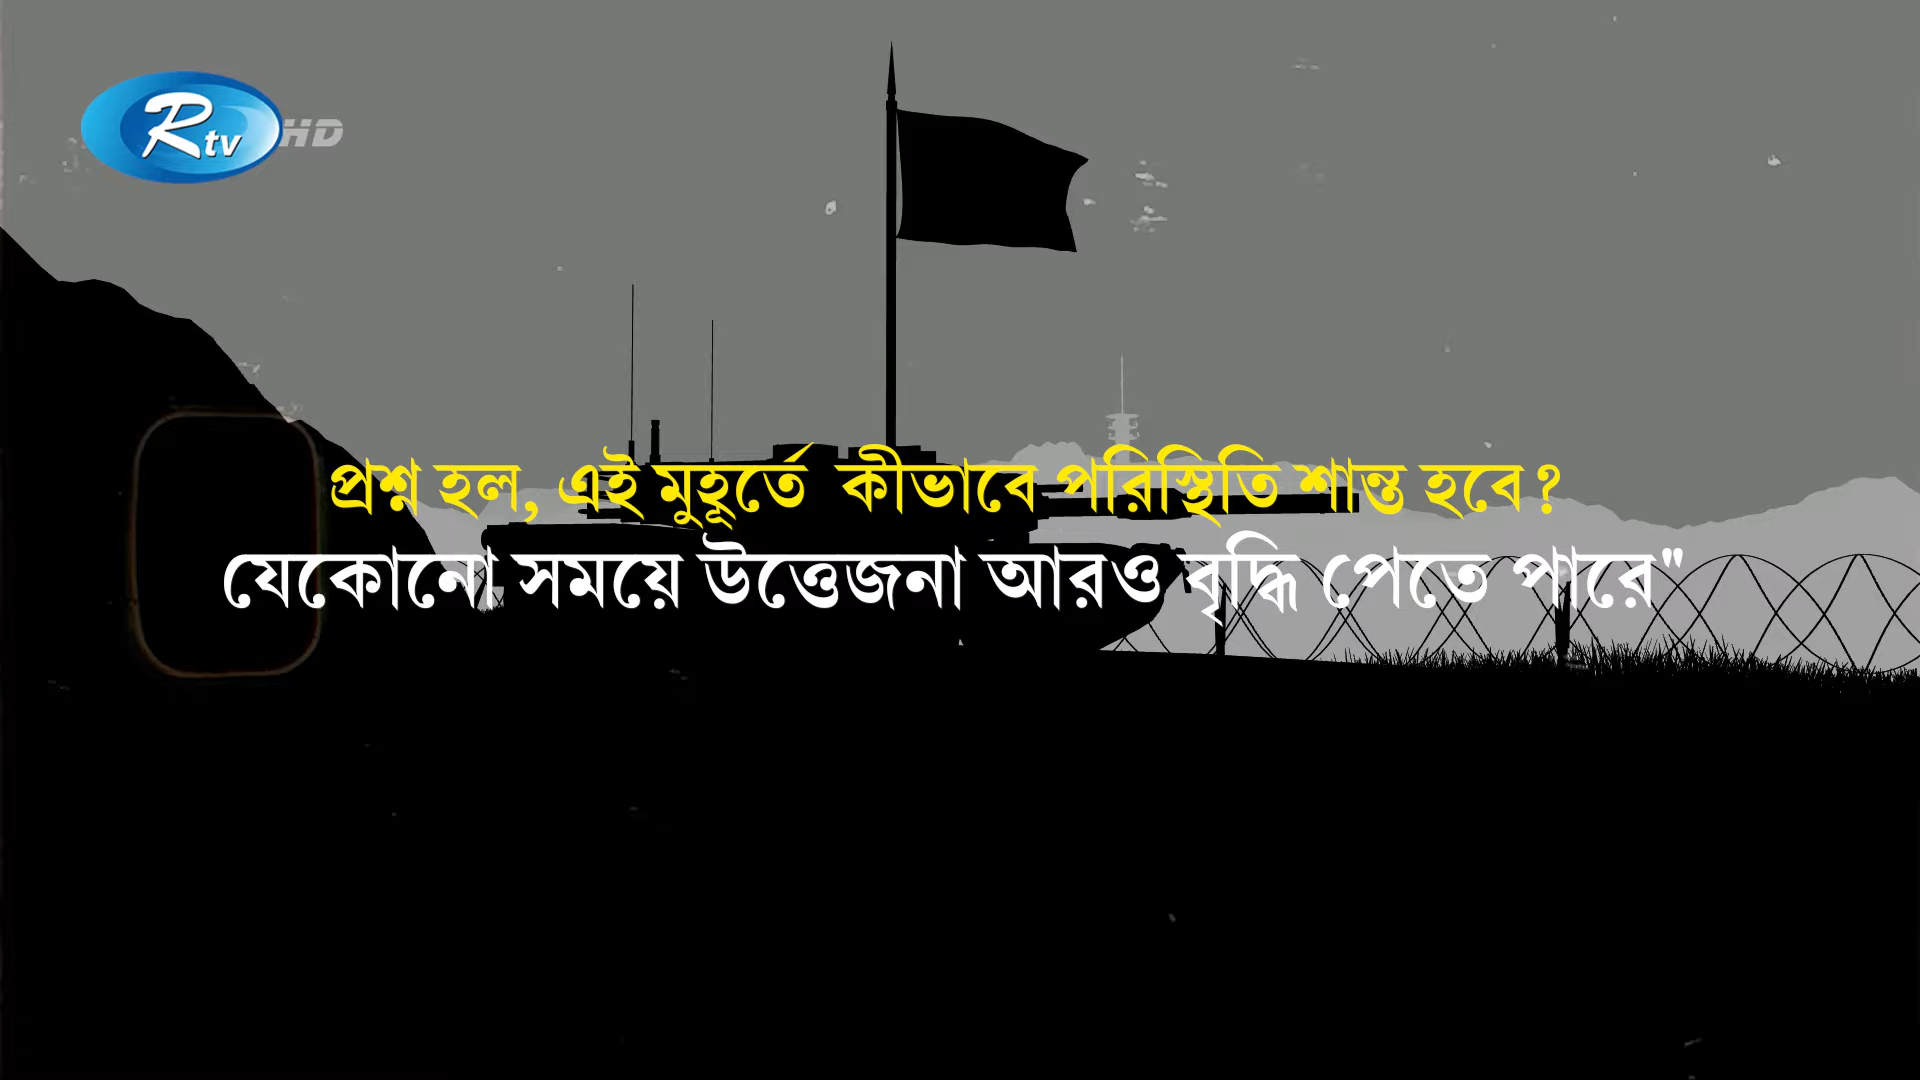 Rtv HD
প্রশ্ন হল, এই মুহূর্তে কীভাবে পরিস্থিতি শান্ত হবে?
যেকোনো সময়ে উত্তেজনা আরও বৃদ্ধি পেতে পারে"